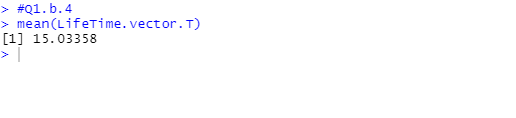 > #Q1.b.4
> mean(LifeTime.vector.T)
[1] 15.03358
>